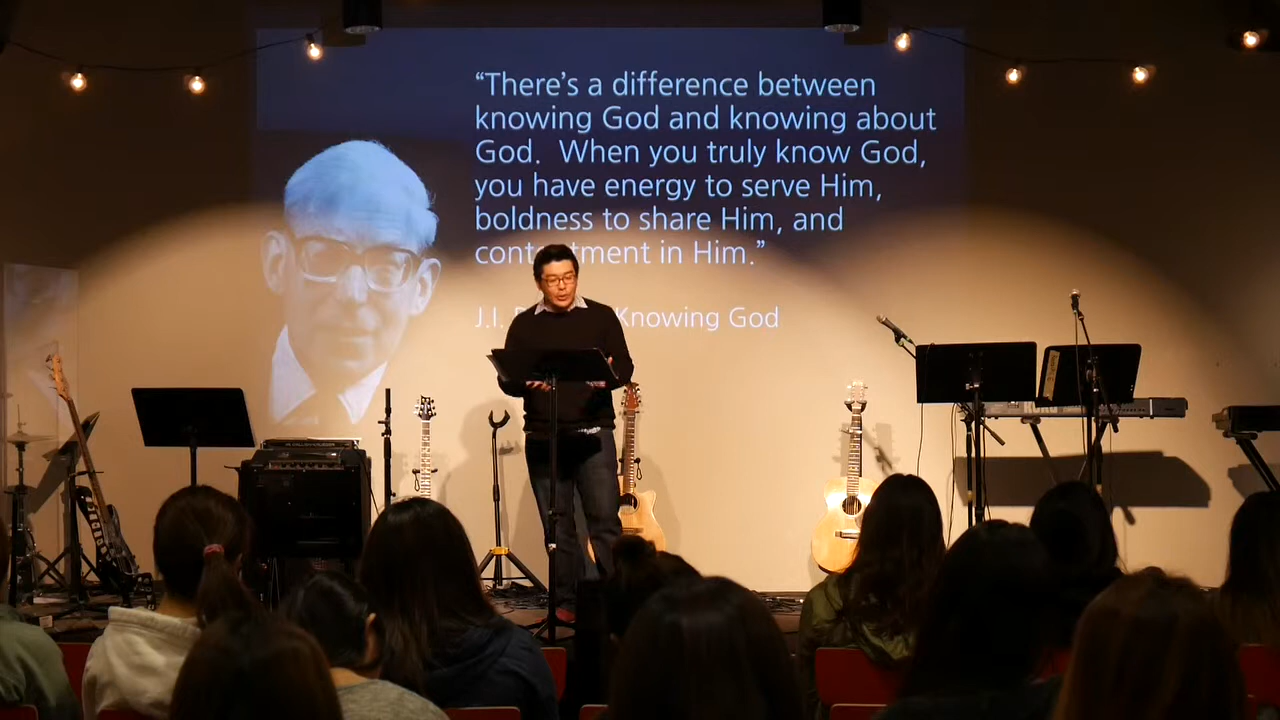 “There’s a difference between
knowing God and knowing about
God.  When you truly know God,
you have energy to serve Him,
boldness to share Him, and
in Him.”
J.I. Knowing God